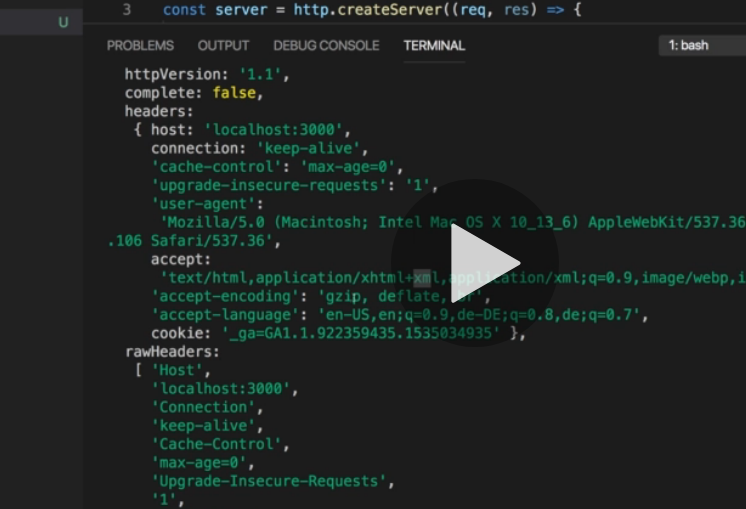 3 const server = http.createServer((req, res) => {
U
PROBLEMS OUTPUT DEBUG CONSOLE TERMINAL 1: bash
httpVersion: '1.1',
complete: false,
headers:
{ host: 'localhost:3000',
connection: 'keep-alive',
'cache-control': 'max-age=0',
'upgrade-insecure-requests': '1',
'user-agent':
'Mozilla/5.0 (Macintosh; Intel Mac OS X 10_13_6) AppleWebKit/537.36
.106 Safari/537.36',
accept:
'text/html,application/xhtml+xml,application/xml;q=0.9,image/webp,i
'accept-encoding': 'gzip, deflate, br',
'accept-language': 'en-US,en;q=0.9,de-DE;q=0.8,de;q=0.7',
cookie: '_ga=GA1.1.922359435.1535034935' },
rawHeaders:
[ 'Host',
'localhost:3000',
'Connection',
'keep-alive',
'Cache-Control',
'max-age=0',
'Upgrade-Insecure-Requests',
'1',